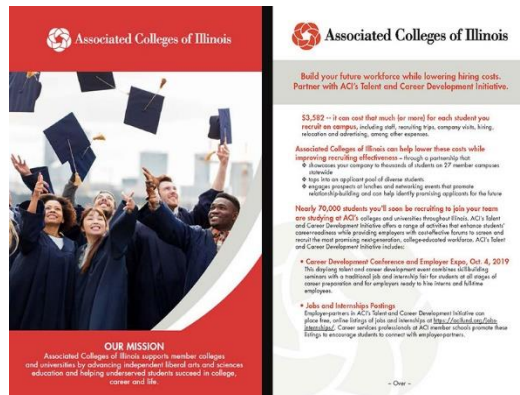 Associated Colleges of Illinois
OUR MISSION
Associated Colleges of Illinois supports member colleges
and universities by advancing independent liberal arts and sciences
education and helping underserved students succeed in college,
career and life.
Associated Colleges of Illinois
Build your future workforce while lowering hiring costs.
Partner with ACI's Talent and Career Development Initiative.
$3,582 -- it can cost that much (or more) for each student you
recruit on campus, including staff, recruiting trips, company visits, hiring,
relocation and advertising, among other expenses.
Associated Colleges of Illinois can help lower these costs while
improving recruiting effectiveness – through a partnership that
❖ showcases your company to thousands of students on 27 member campuses
statewide
❖ taps into an applicant pool of diverse students
❖ engages prospects at lunches and networking events that promote
relationship-building and can help identify promising applicants for the future
Nearly 70,000 students you'll soon be recruiting to join your team
are studying at ACI's colleges and universities throughout Illinois. ACI's Talent
and Career Development Initiative offers a range of activities that enhance students'
career-readiness while providing employers with cost-effective forums to screen and
recruit the most promising next-generation, college-educated workforce. ACI's Talent
and Career Development Initiative includes:
• Career Development Conference and Employer Expo, Oct. 4, 2019
This daylong talent and career development event combines skill-building
seminars with a traditional job and internship fair for students at all stages of
career preparation and for employers ready to hire interns and full-time
employees.
• Jobs and Internships Postings
Employer-partners in ACI's Talent and Career Development Initiative can
place free, online listings of jobs and internships at https://acifund.org/jobs-
internships/. Career services professionals at ACI member schools promote these
listings to encourage students to connect with employer-partners.
– Over –